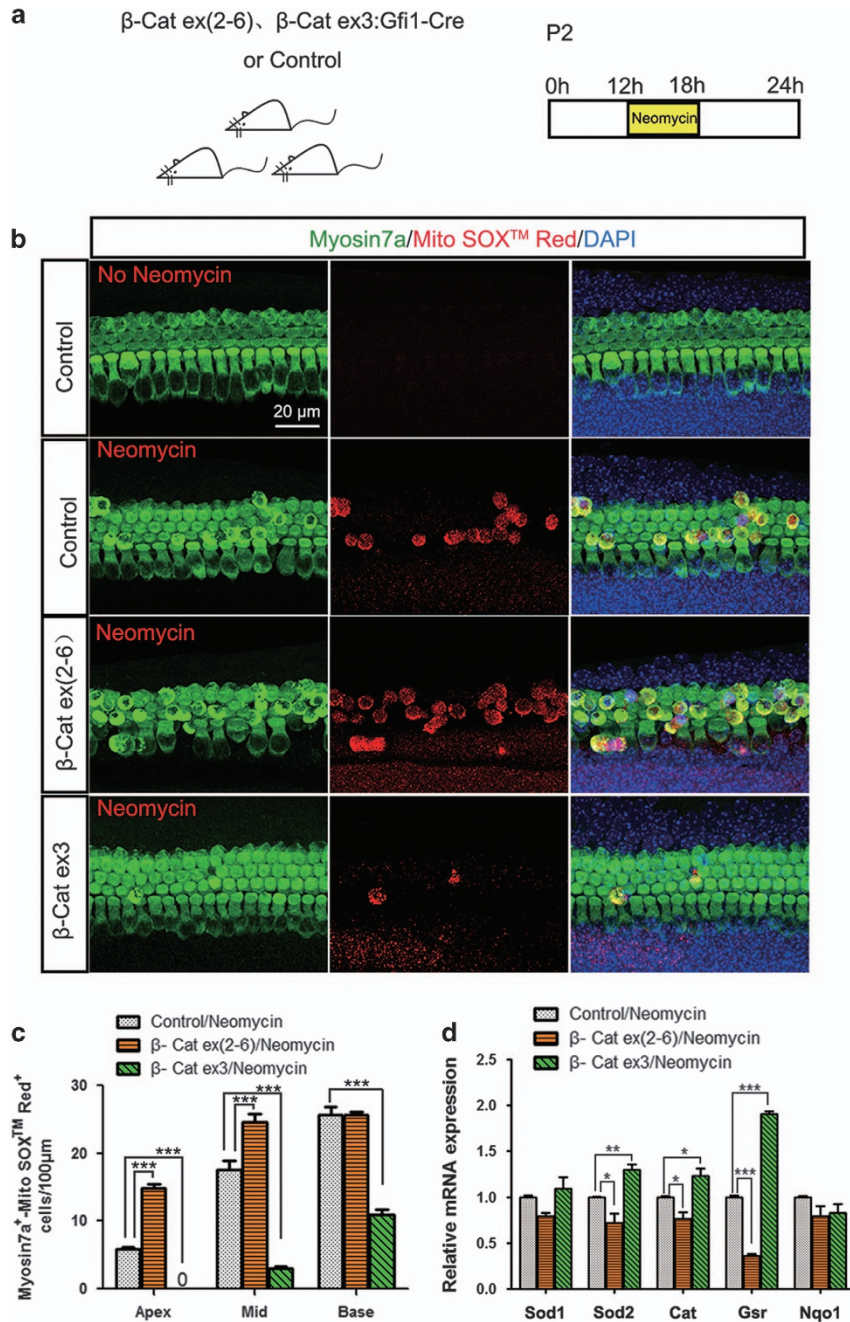 a
β-Cat ex(2-6)、β-Cat ex3:Gfi1-Cre
or Control
P2
0h 12h 18h 24h
Neomycin
b
Myosin7a/Mito SOX™ Red/DAPI
Control
No Neomycin
20 μm
Control
Neomycin
β-Cat ex(2-6）
Neomycin
β-Cat ex3
Neomycin
c
Control/Neomycin
β- Cat ex(2-6)/Neomycin
β- Cat ex3/Neomycin
Myosin7a⁺-Mito SOX™ Red⁺
cells/100μm
30
20
10
0
*** *** *** *** ***
0
Apex Mid Base
d
Control/Neomycin
β- Cat ex(2-6)/Neomycin
β- Cat ex3/Neomycin
Relative mRNA expression
2.5
2.0
1.5
1.0
0.5
0.0
** * * * *** ***
Sod1 Sod2 Cat Gsr Nqo1